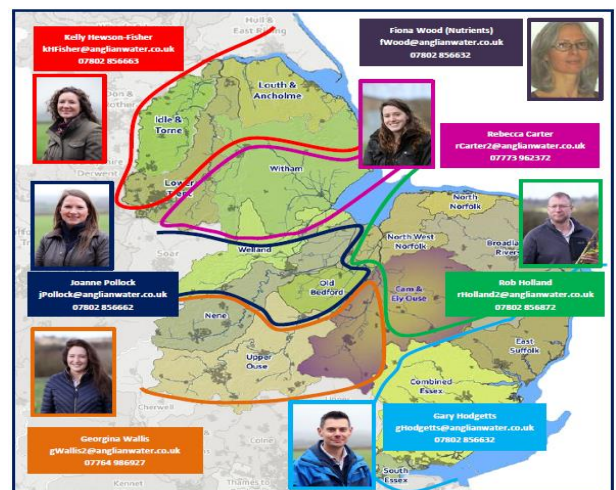 Kelly Hewson-Fisher
kHFisher@anglianwater.co.uk
07802 856663
Fiona Wood (Nutrients)
fWood@anglianwater.co.uk
07802 856632
Hull &
East Riding
Louth &
Ancholme
Idle &
Torne
Derwent
Rebecca Carter
rCarter2@anglianwater.co.uk
07773 962372
Lower
Trent
Witham
North
Norfolk
Soar
Welland
North West
Norfolk
Broadland
Rivers
Joanne Pollock
jPollock@anglianwater.co.uk
07802 856662
Old
Bedford
Cam &
Ely Ouse
Rob Holland
rHolland2@anglianwater.co.uk
07802 856872
Nene
Upper
Ouse
East
Suffolk
Combined
Essex
Cherwell
Georgina Wallis
gWallis2@anglianwater.co.uk
07764 986927
Gary Hodgetts
gHodgetts@anglianwater.co.uk
07802 856632
South
Essex
Kennet
Thames to